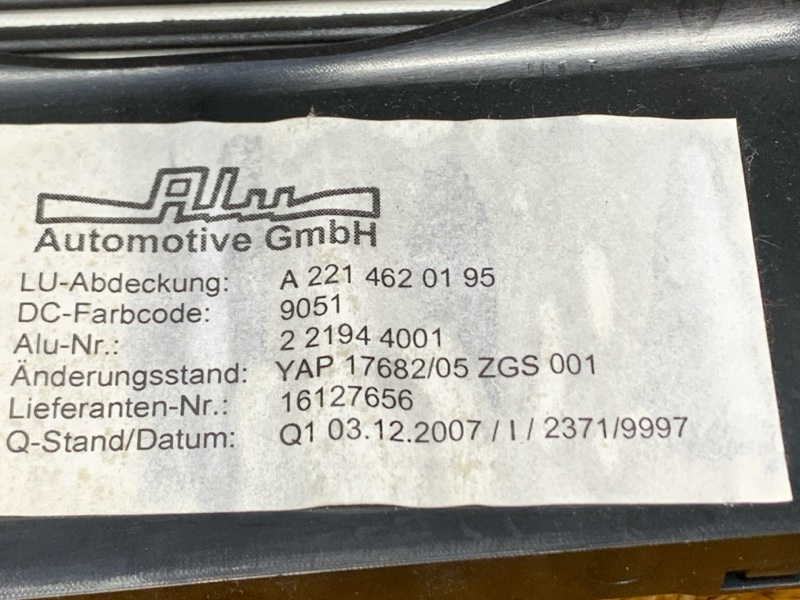 Alu
Automotive GmbH
LU-Abdeckung: A 221 462 01 95
DC-Farbcode: 9051
Alu-Nr.: 2 2194 4001
Änderungsstand: YAP 17682/05 ZGS 001
Lieferanten-Nr.: 16127656
Q-Stand/Datum: Q1 03.12.2007 / I / 2371/9997